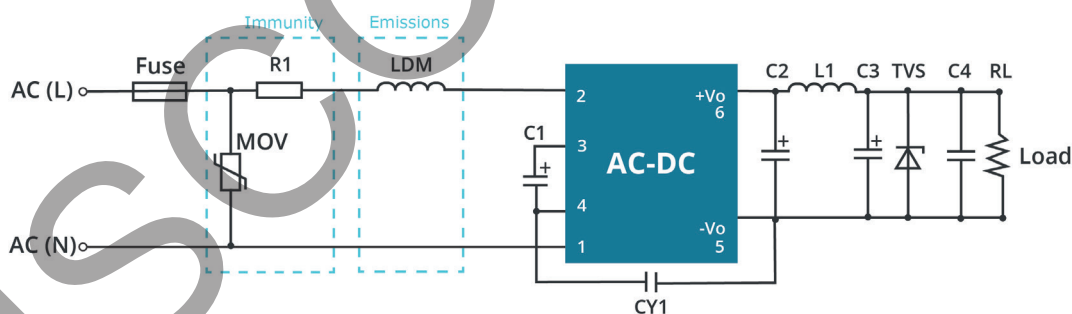 Immunity
Emissions
Fuse
R1
LDM
C2
L1
C3
TVS
C4
RL
AC (L)
2
+Vo
6
MOV
C1
3
+
+
+
AC-DC
Load
4
-Vo
5
AC (N)
1
CY1